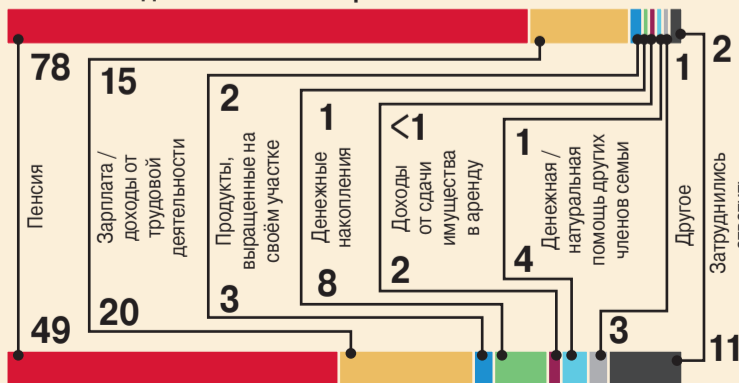 78
15
2
1
<1
1
1
2
Пенсия
Зарплата /
доходы от
трудовой
деятельности
Продукты,
выращенные на
своём участке
Денежные
накопления
Доходы
от сдачи
имущества
в аренду
Денежная /
натуральная
помощь других
членов семьи
Другое
Затруднились
49
20
3
8
2
4
3
11